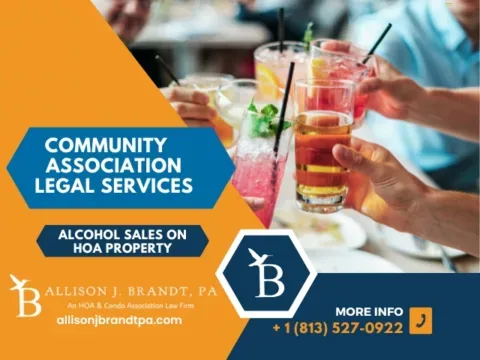 COMMUNITY
ASSOCIATION
LEGAL SERVICES
ALCOHOL SALES ON
HOA PROPERTY
B ALLISON J. BRANDT, PA
An HOA & Condo Association Law Firm
allisonjbrandtpa.com
B
MORE INFO
+ 1 (813) 527-0922